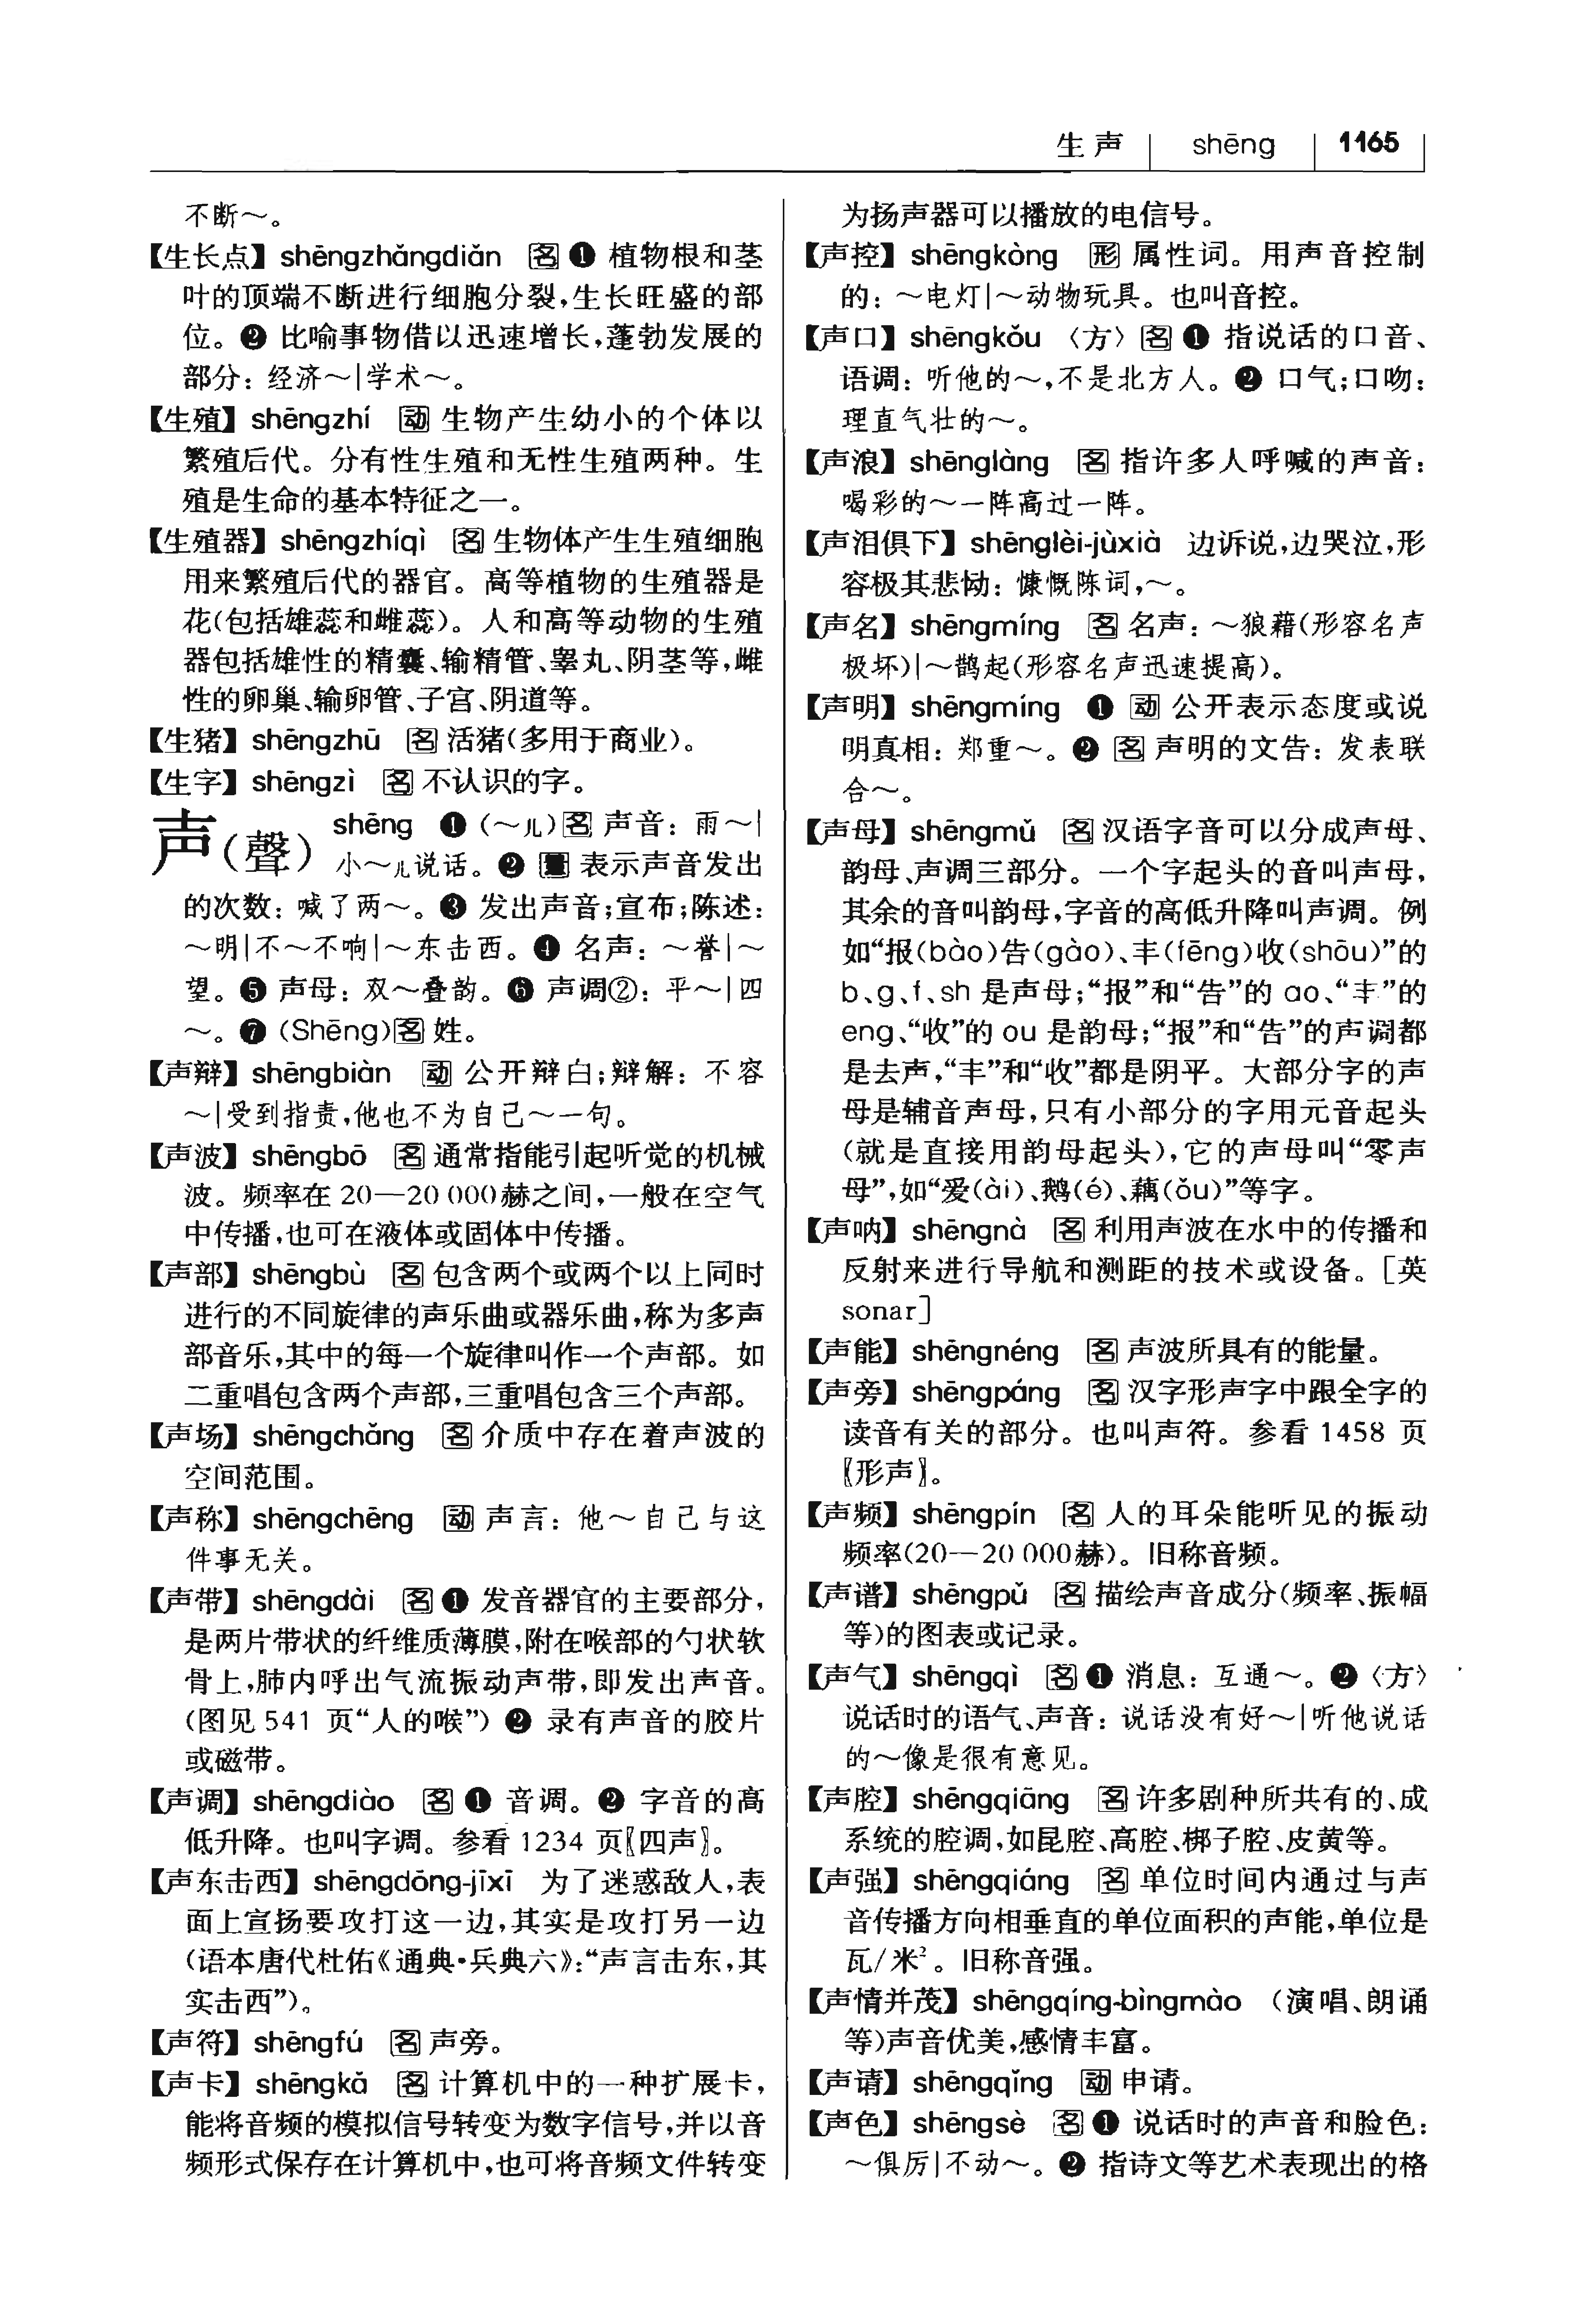 生声 shēng 1165
不断～。
【生长点】 shēngzhǎngdiǎn 名 ❶ 植物根和茎
叶的顶端不断进行细胞分裂，生长旺盛的部
位。❷ 比喻事物借以迅速增长，蓬勃发展的
部分：经济～|学术～。
【生殖】 shēngzhí 动 生物产生幼小的个体以
繁殖后代。分有性生殖和无性生殖两种。生
殖是生命的基本特征之一。
【生殖器】 shēngzhíqì 名 生物体产生生殖细胞
用来繁殖后代的器官。高等植物的生殖器是
花(包括雄蕊和雌蕊)。人和高等动物的生殖
器包括雄性的精囊、输精管、睾丸、阴茎等，雌
性的卵巢、输卵管、子宫、阴道等。
【生猪】 shēngzhū 名 活猪(多用于商业)。
【生字】 shēngzì 名 不认识的字。
声(聲) shēng ❶ (～儿)名 声音：雨～|
小～儿说话。❷ 量 表示声音发出
的次数：喊了两～。❸ 发出声音；宣布；陈述：
～明|不～不响|～东击西。❹ 名声：～誉|～
望。❺ 声母：双～叠韵。❻ 声调②：平～|四
～。❼ (Shēng)名 姓。
【声辩】 shēngbiàn 动 公开辩白；辩解：不容
～|受到指责，他也不为自己～一句。
【声波】 shēngbō 名 通常指能引起听觉的机械
波。频率在 20—20 000赫之间，一般在空气
中传播，也可在液体或固体中传播。
【声部】 shēngbù 名 包含两个或两个以上同时
进行的不同旋律的声乐曲或器乐曲，称为多声
部音乐，其中的每一个旋律叫作一个声部。如
二重唱包含两个声部，三重唱包含三个声部。
【声场】 shēngchǎng 名 介质中存在着声波的
空间范围。
【声称】 shēngchēng 动 声言：他～自己与这
件事无关。
【声带】 shēngdài 名 ❶ 发音器官的主要部分，
是两片带状的纤维质薄膜，附在喉部的勺状软
骨上，肺内呼出气流振动声带，即发出声音。
(图见 541 页“人的喉”) ❷ 录有声音的胶片
或磁带。
【声调】 shēngdiào 名 ❶ 音调。❷ 字音的高
低升降。也叫字调。参看 1234 页〖四声〗。
【声东击西】 shēngdōng-jīxī 为了迷惑敌人，表
面上宣扬要攻打这一边，其实是攻打另一边
(语本唐代杜佑《通典·兵典六》：“声言击东，其
实击西”)。
【声符】 shēngfú 名 声旁。
【声卡】 shēngkǎ 名 计算机中的一种扩展卡，
能将音频的模拟信号转变为数字信号，并以音
频形式保存在计算机中，也可将音频文件转变
为扬声器可以播放的电信号。
【声控】 shēngkòng 形 属性词。用声音控制
的：～电灯|～动物玩具。也叫音控。
【声口】 shēngkǒu 〈方〉名 ❶ 指说话的口音、
语调：听他的～，不是北方人。❷ 口气；口吻：
理直气壮的～。
【声浪】 shēnglàng 名 指许多人呼喊的声音：
喝彩的～一阵高过一阵。
【声泪俱下】 shēnglèi-jùxià 边诉说，边哭泣，形
容极其悲恸：慷慨陈词，～。
【声名】 shēngmíng 名 名声：～狼藉(形容名声
极坏)|～鹊起(形容名声迅速提高)。
【声明】 shēngmíng ❶ 动 公开表示态度或说
明真相：郑重～。❷ 名 声明的文告：发表联
合～。
【声母】 shēngmǔ 名 汉语字音可以分成声母、
韵母、声调三部分。一个字起头的音叫声母，
其余的音叫韵母，字音的高低升降叫声调。例
如“报(bào)告(gào)、丰(fēng)收(shōu)”的
b、g、f、sh 是声母；“报”和“告”的 ao、“丰”的
eng、“收”的 ou 是韵母；“报”和“告”的声调都
是去声，“丰”和“收”都是阴平。大部分字的声
母是辅音声母，只有小部分的字用元音起头
(就是直接用韵母起头)，它的声母叫“零声
母”，如“爱(ài)、鹅(é)、藕(ǒu)”等字。
【声呐】 shēngnà 名 利用声波在水中的传播和
反射来进行导航和测距的技术或设备。[英
sonar]
【声能】 shēngnéng 名 声波所具有的能量。
【声旁】 shēngpáng 名 汉字形声字中跟全字的
读音有关的部分。也叫声符。参看 1458 页
〖形声〗。
【声频】 shēngpín 名 人的耳朵能听见的振动
频率(20—20 000赫)。旧称音频。
【声谱】 shēngpǔ 名 描绘声音成分(频率、振幅
等)的图表或记录。
【声气】 shēngqì 名 ❶ 消息：互通～。❷〈方〉
说话时的语气、声音：说话没有好～|听他说话
的～像是很有意见。
【声腔】 shēngqiāng 名 许多剧种所共有的、成
系统的腔调，如昆腔、高腔、梆子腔、皮黄等。
【声强】 shēngqiáng 名 单位时间内通过与声
音传播方向相垂直的单位面积的声能，单位是
瓦/米²。旧称音强。
【声情并茂】 shēngqíng-bìngmào (演唱、朗诵
等)声音优美，感情丰富。
【声请】 shēngqǐng 动 申请。
【声色】 shēngsè 名 ❶ 说话时的声音和脸色：
～俱厉|不动～。❷ 指诗文等艺术表现出的格